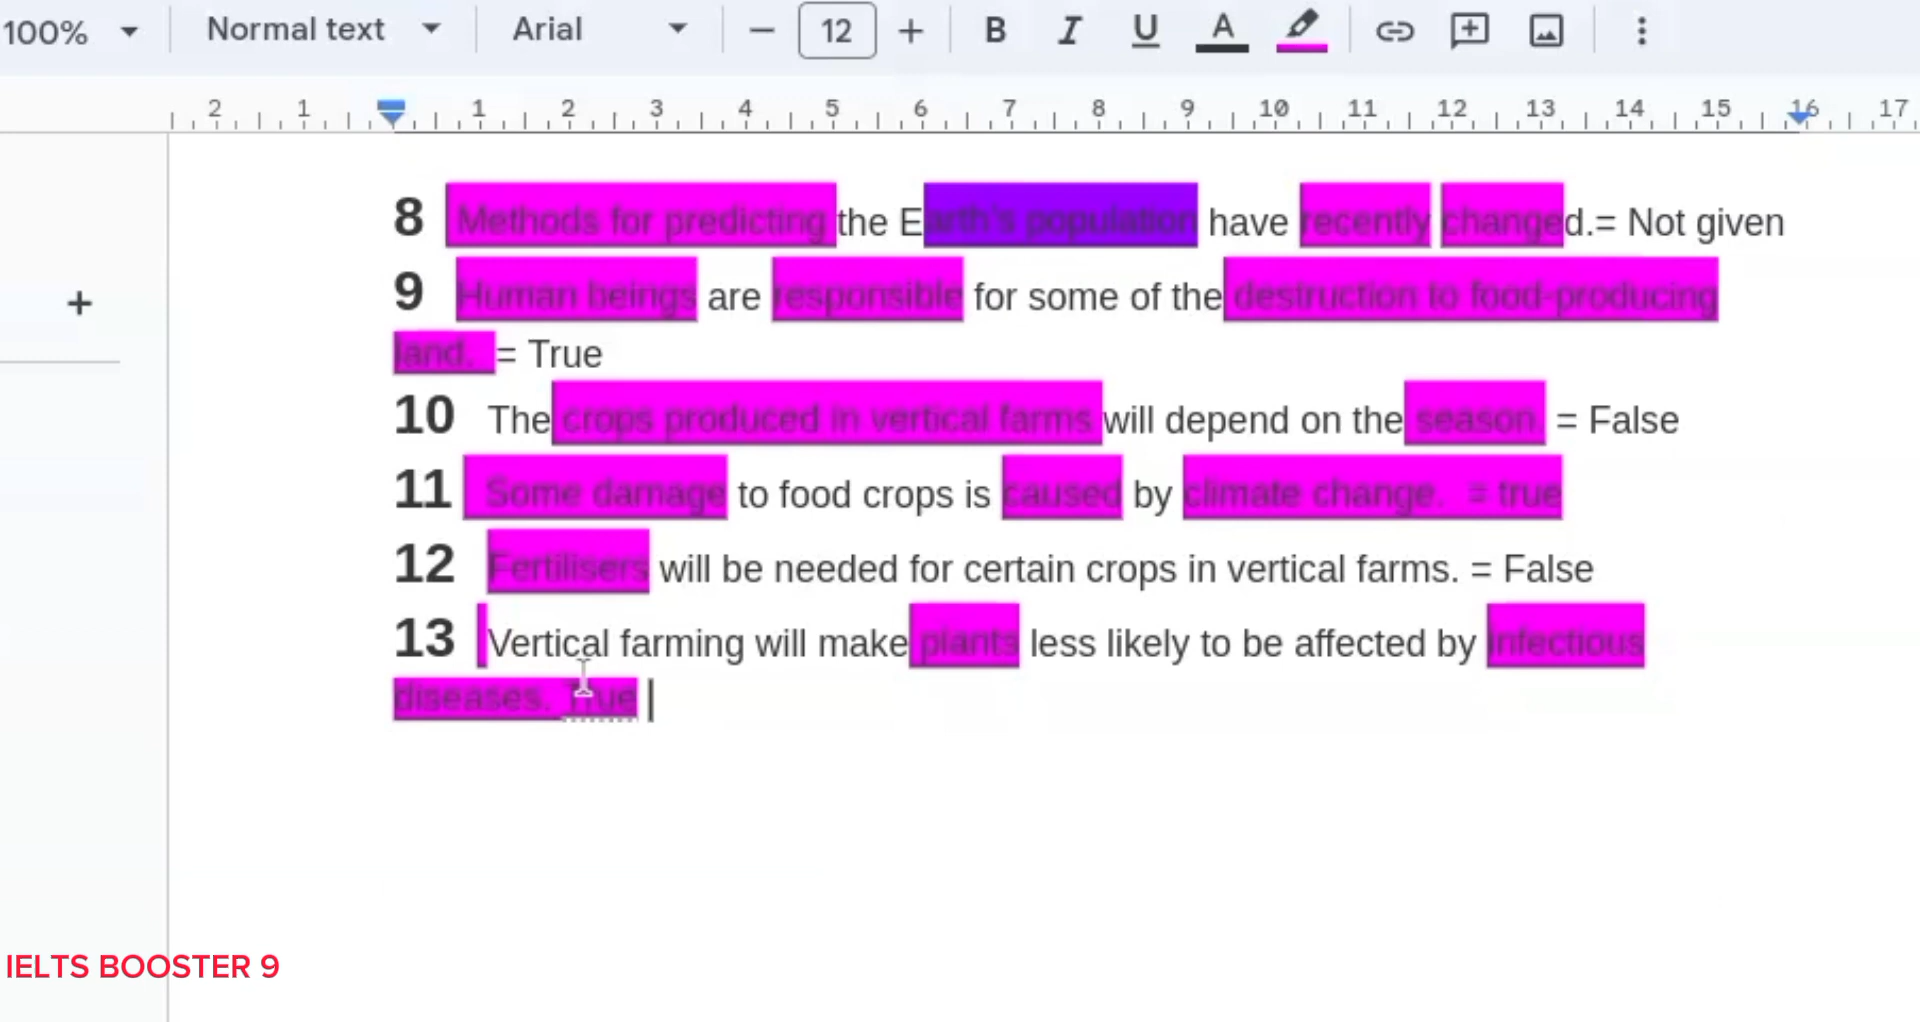 100% Normal text Arial 12 B I U A
2 1 1 2 3 4 5 6 7 8 9 10 11 12 13 14 15 16 17
8 Methods for predicting the Earth's population have recently changed.= Not given
9 Human beings are responsible for some of the destruction to food-producing
land. = True
10 The crops produced in vertical farms will depend on the season. = False
11 Some damage to food crops is caused by climate change. = true
12 Fertilisers will be needed for certain crops in vertical farms. = False
13 Vertical farming will make plants less likely to be affected by infectious
diseases. True
IELTS BOOSTER 9